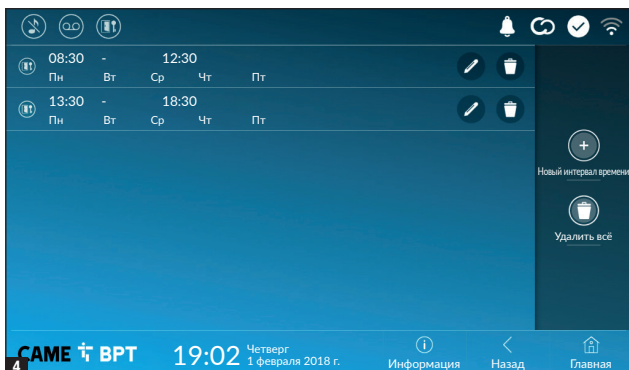 08:30 - 12:30
Пн Вт Ср Чт Пт
13:30 - 18:30
Пн Вт Ср Чт Пт
Новый интервал времени
Удалить всё
CAME BPT
19:02
Четверг
1 февраля 2018 г.
Информация
Назад
Главная
4